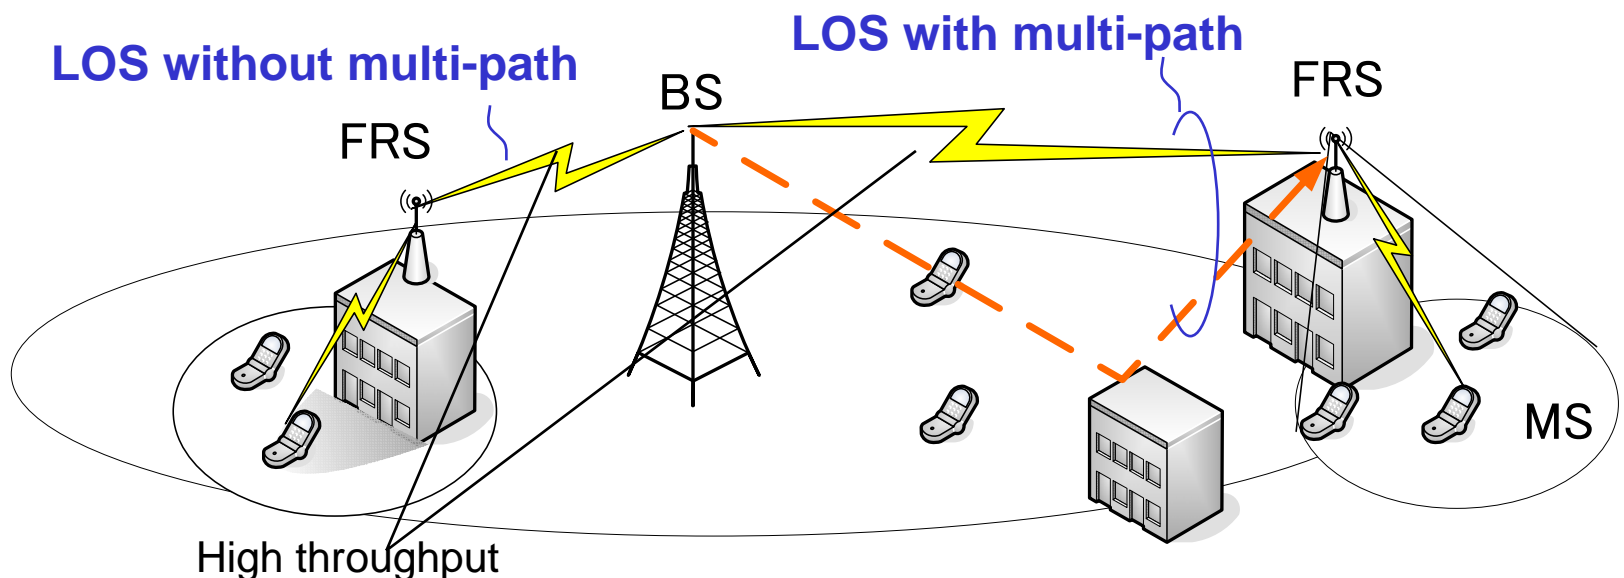 LOS with multi-path
LOS without multi-path
BS
FRS
FRS
MS
High throughput